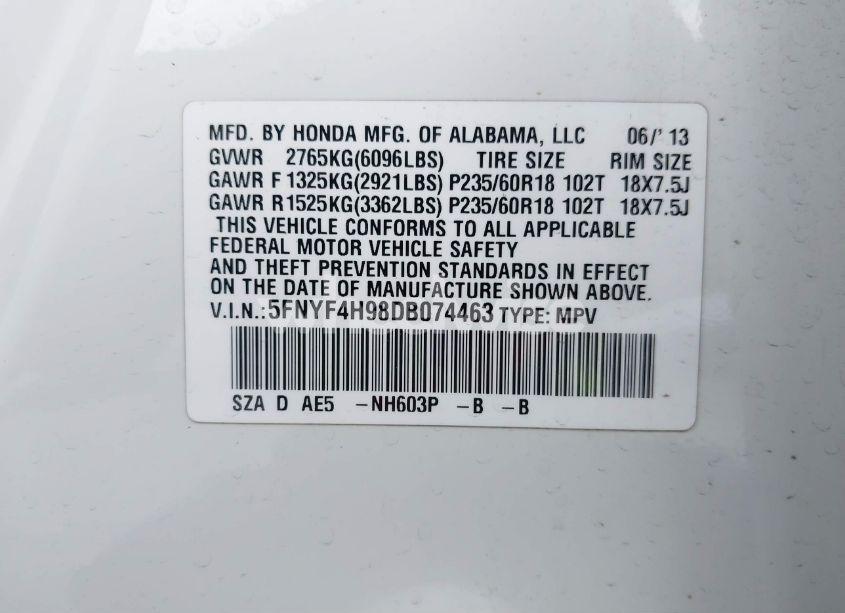 MFD. BY HONDA MFG. OF ALABAMA, LLC 06/' 13
GVWR 2765KG(6096LBS) TIRE SIZE RIM SIZE
GAWR F 1325KG(2921LBS) P235/60R18 102T 18X7.5J
GAWR R 1525KG(3362LBS) P235/60R18 102T 18X7.5J
THIS VEHICLE CONFORMS TO ALL APPLICABLE
FEDERAL MOTOR VEHICLE SAFETY
AND THEFT PREVENTION STANDARDS IN EFFECT
ON THE DATE OF MANUFACTURE SHOWN ABOVE.
V.I.N.: 5FNYF4H98DB074463 TYPE: MPV
SZA D AE5 -NH603P -B -B